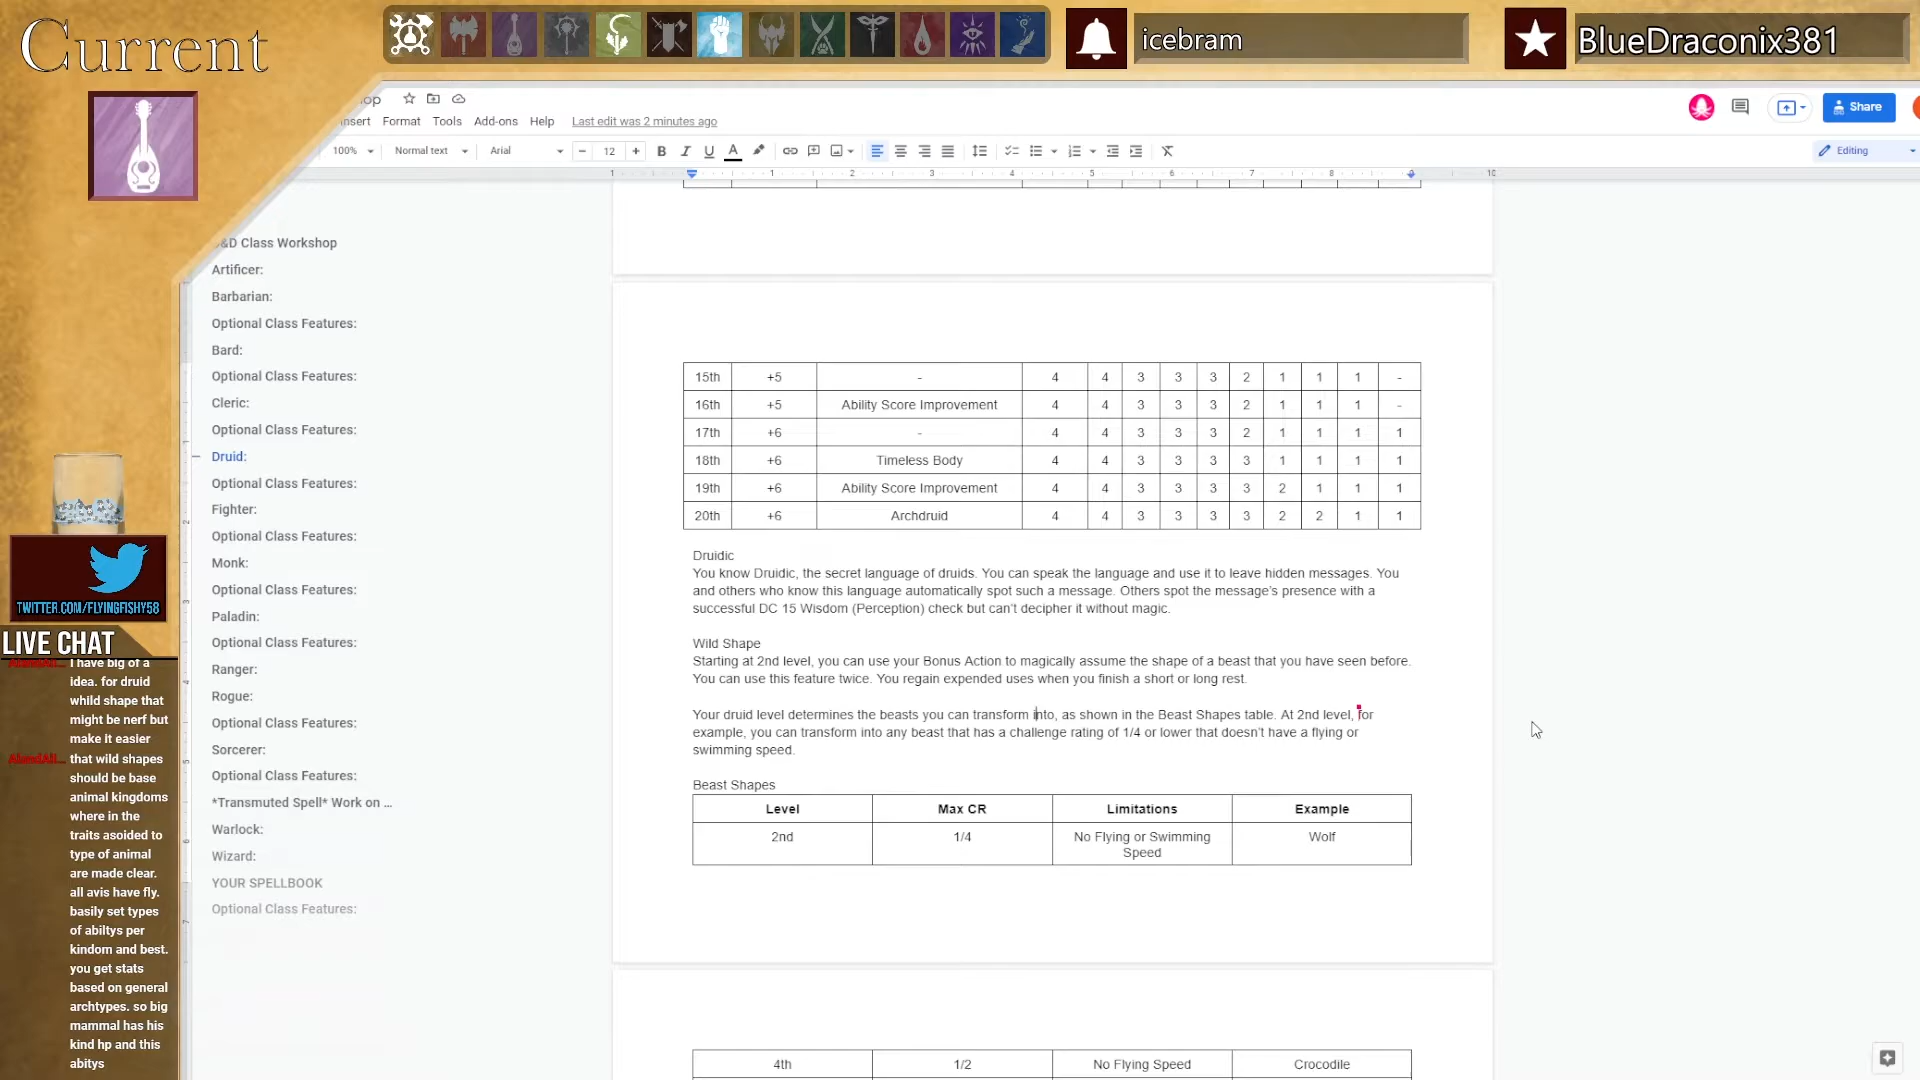 Current
icebram
BlueDraconix381
op
nsert Format Tools Add-ons Help Last edit was 2 minutes ago
Share
100% Normal text Arial 12
Editing
1 1 2 3 4 5 6 7 8 9 10
&D Class Workshop
Artificer:
Barbarian:
Optional Class Features:
Bard:
Optional Class Features:
Cleric:
Optional Class Features:
Druid:
Optional Class Features:
Fighter:
Optional Class Features:
Monk:
Optional Class Features:
Paladin:
Optional Class Features:
Ranger:
Rogue:
Optional Class Features:
Sorcerer:
Optional Class Features:
*Transmuted Spell* Work on ...
Warlock:
Wizard:
YOUR SPELLBOOK
Optional Class Features:
15th +5 - 4 4 3 3 3 2 1 1 1 -
16th +5 Ability Score Improvement 4 4 3 3 3 2 1 1 1 -
17th +6 - 4 4 3 3 3 2 1 1 1 1
18th +6 Timeless Body 4 4 3 3 3 3 1 1 1 1
19th +6 Ability Score Improvement 4 4 3 3 3 3 2 1 1 1
20th +6 Archdruid 4 4 3 3 3 3 2 2 1 1
Druidic
You know Druidic, the secret language of druids. You can speak the language and use it to leave hidden messages. You
and others who know this language automatically spot such a message. Others spot the message's presence with a
successful DC 15 Wisdom (Perception) check but can't decipher it without magic.
Wild Shape
Starting at 2nd level, you can use your Bonus Action to magically assume the shape of a beast that you have seen before.
You can use this feature twice. You regain expended uses when you finish a short or long rest.
Your druid level determines the beasts you can transform into, as shown in the Beast Shapes table. At 2nd level, for
example, you can transform into any beast that has a challenge rating of 1/4 or lower that doesn't have a flying or
swimming speed.
Beast Shapes
Level Max CR Limitations Example
2nd 1/4 No Flying or Swimming Speed Wolf
4th 1/2 No Flying Speed Crocodile
TWITTER.COM/FLYINGFISHY58
LIVE CHAT
I have big of a
idea. for druid
whild shape that
might be nerf but
make it easier
that wild shapes
should be base
animal kingdoms
where in the
traits asoided to
type of animal
are made clear.
all avis have fly.
basily set types
of abiltys per
kindom and best.
you get stats
based on general
archtypes. so big
mammal has his
kind hp and this
abitys